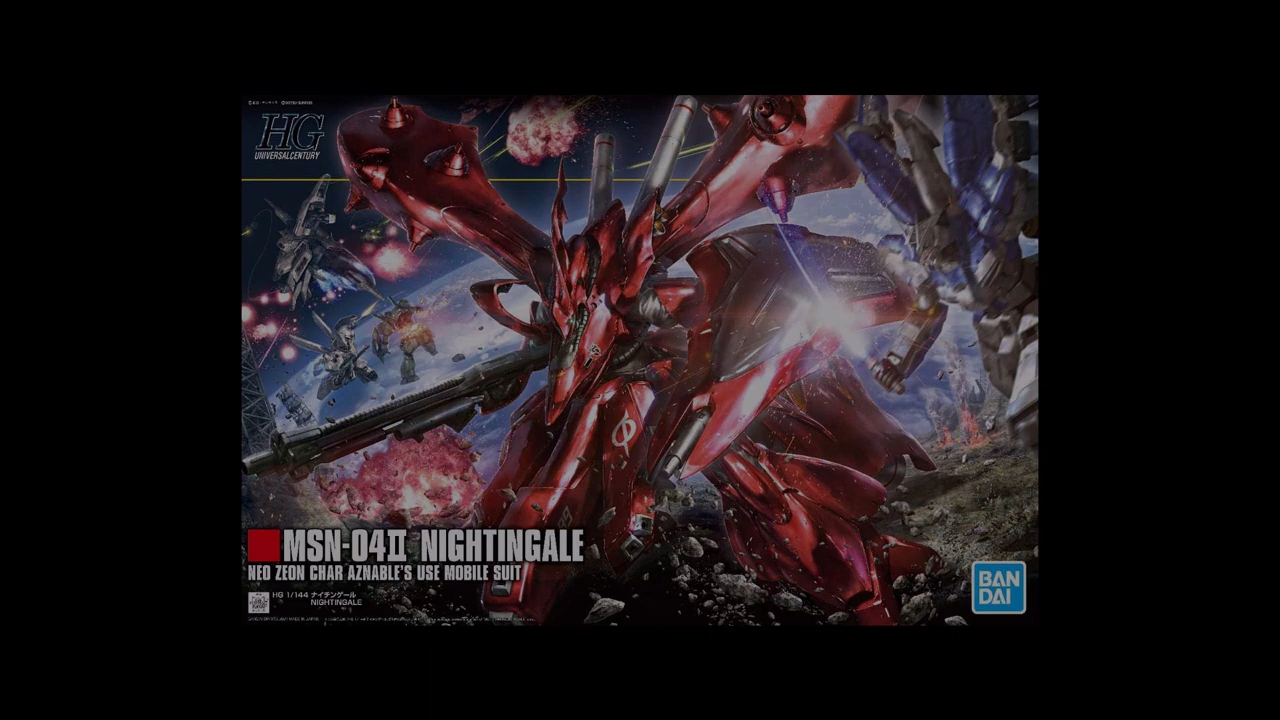 HG
UNIVERSAL CENTURY
MSN-04II NIGHTINGALE
NEO ZEON CHAR AZNABLE'S USE MOBILE SUIT
HG 1/144 ナイチンゲール
NIGHTINGALE
BAN
DAI